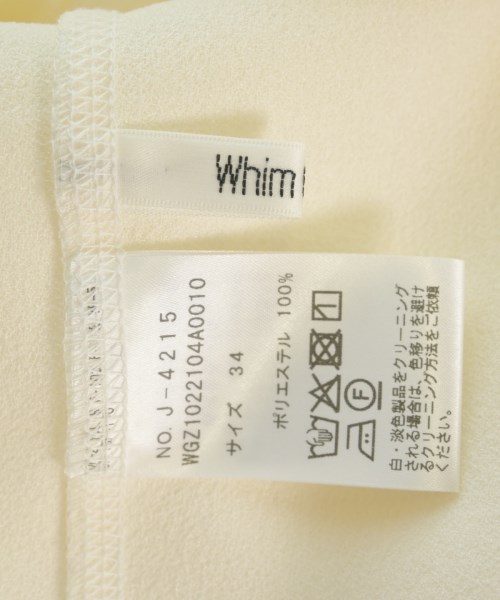 Whim
NO. J-4215
WGZ1022104A0010
サイズ 34
ポリエステル 100%
F
白・淡色製品をクリーニング
される場合は、色移りを避け
るクリーニング方法をご依頼
ください。